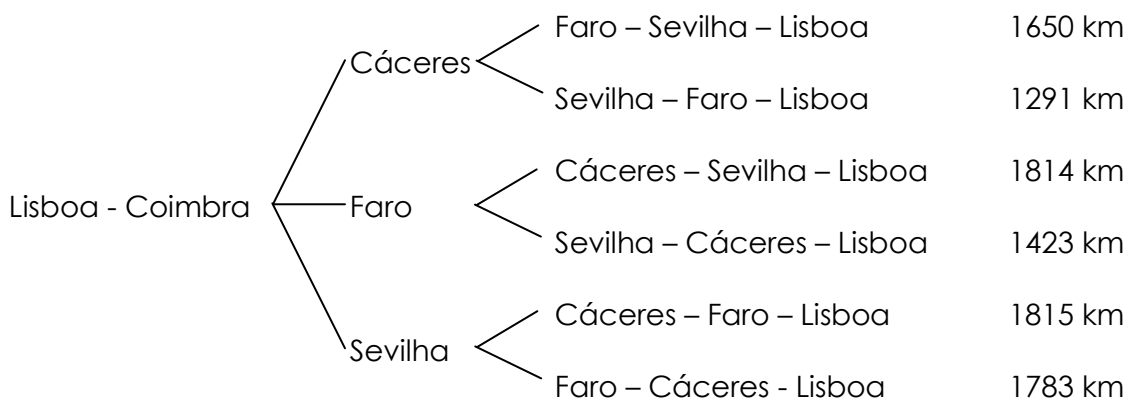 Faro – Sevilha – Lisboa 1650 km
Cáceres
Sevilha – Faro – Lisboa 1291 km
Cáceres – Sevilha – Lisboa 1814 km
Lisboa - Coimbra Faro
Sevilha – Cáceres – Lisboa 1423 km
Cáceres – Faro – Lisboa 1815 km
Sevilha
Faro – Cáceres - Lisboa 1783 km